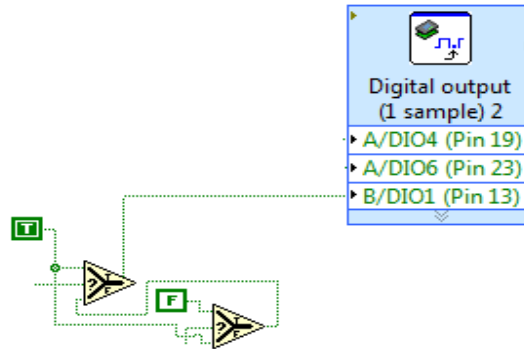 Digital output
(1 sample) 2
A/DIO4 (Pin 19)
A/DIO6 (Pin 23)
B/DIO1 (Pin 13)
T
T
?
F
F
T
?
F